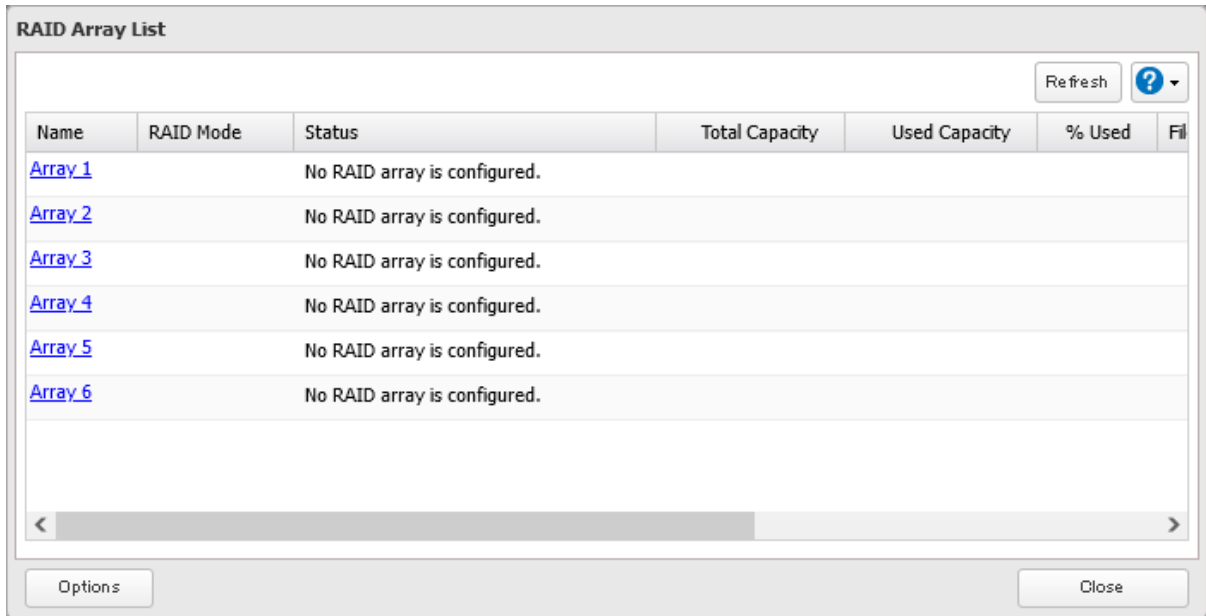 RAID Array List
Refresh ?
Name RAID Mode Status Total Capacity Used Capacity % Used Fil
Array 1 No RAID array is configured.
Array 2 No RAID array is configured.
Array 3 No RAID array is configured.
Array 4 No RAID array is configured.
Array 5 No RAID array is configured.
Array 6 No RAID array is configured.
Options Close